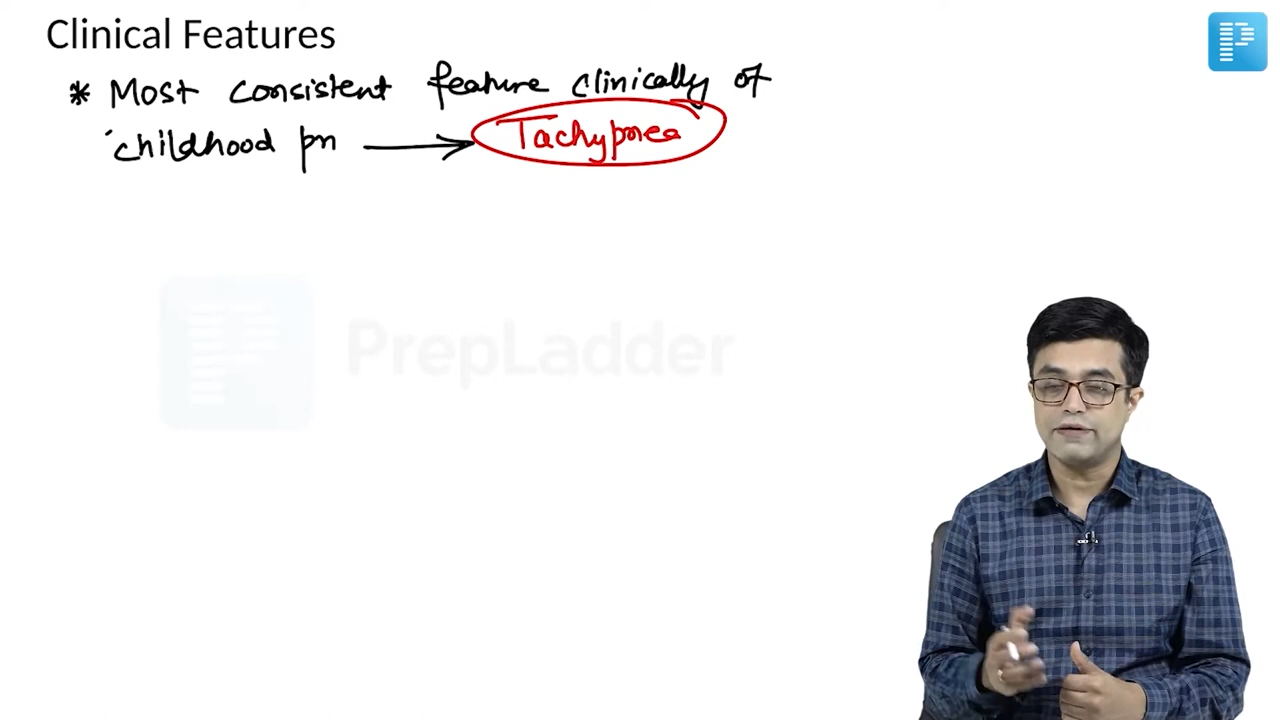 Clinical Features
* Most consistent feature clinically of
childhood pn → Tachypnea
PrepLadder